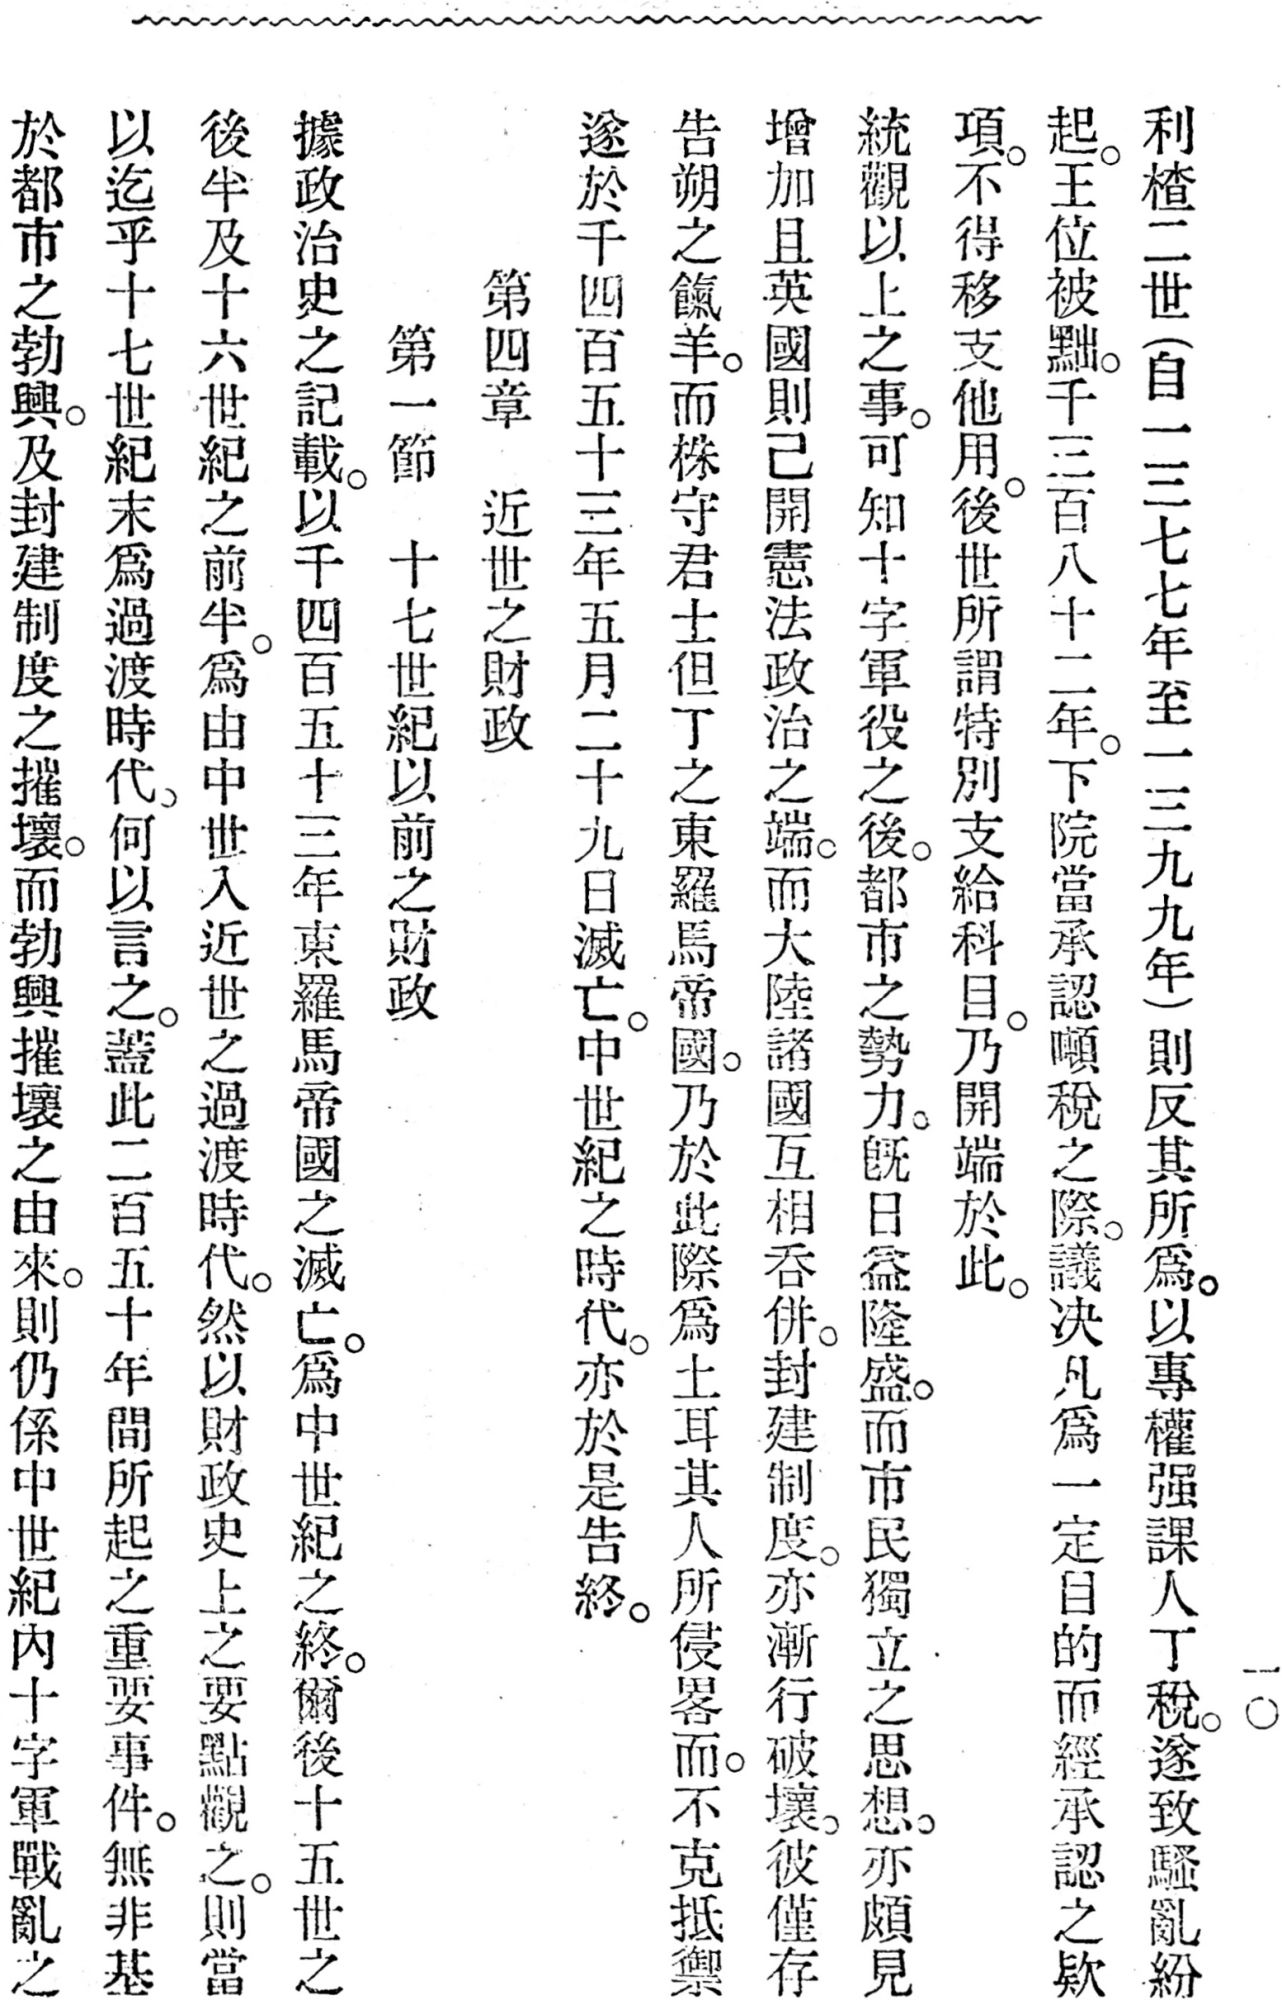 一〇
利楂二世（自一三七七年至一三九九年）則反其所爲。以專權强課人丁稅。遂致騷亂紛
起。王位被黜。千三百八十二年。下院當承認噸稅之際。議决凡爲一定目的而經承認之欵
項。不得移支他用。後世所謂特別支給科目。乃開端於此。
統觀以上之事。可知十字軍役之後。都市之勢力。旣日益隆盛。而市民獨立之思想。亦頗見
增加且英國則己開憲法政治之端。而大陸諸國互相吞併。封建制度。亦漸行破壞。彼僅存
告朔之餼羊。而株守君士但丁之東羅馬帝國。乃於此際爲土耳其人所侵畧而。不克抵禦
遂於千四百五十三年五月二十九日滅亡。中世紀之時代。亦於是告終。
第四章　近世之財政
第一節　十七世紀以前之財政
據政治史之記載。以千四百五十三年東羅馬帝國之滅亡。爲中世紀之終。爾後十五世之
後半及十六世紀之前半。爲由中世入近世之過渡時代。然以財政史上之要點觀之。則當
以迄乎十七世紀末爲過渡時代。何以言之。蓋此二百五十年間所起之重要事件。無非基
於都市之勃興。及封建制度之摧壞。而勃興摧壞之由來。則仍係中世紀內十字軍戰亂之